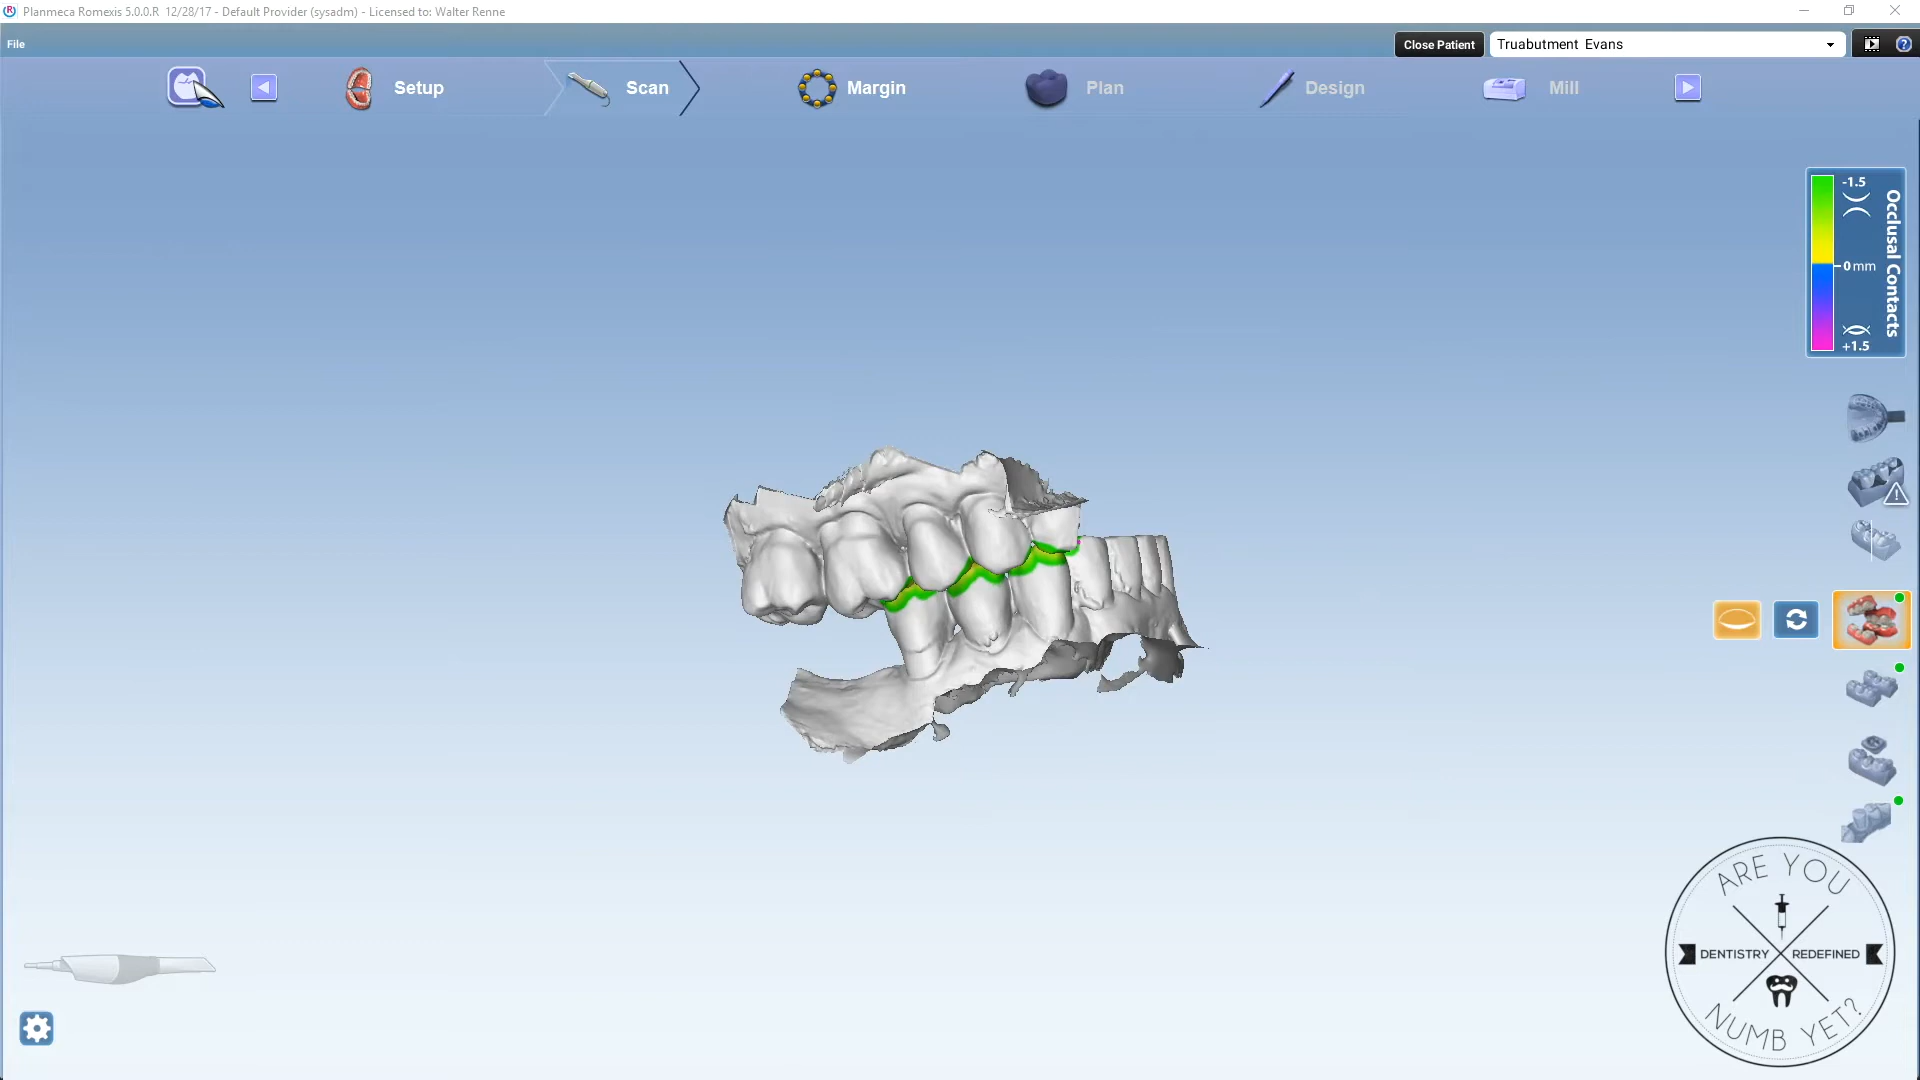 Planmeca Romexis 5.0.0.R  12/28/17 - Default Provider (sysadm) - Licensed to: Walter Renne
File
Close Patient
Truabutment Evans
Setup
Scan
Margin
Plan
Design
Mill
-1.5
0 mm
+1.5
Occlusal Contacts
ARE YOU
DENTISTRY REDEFINED
NUMB YET?